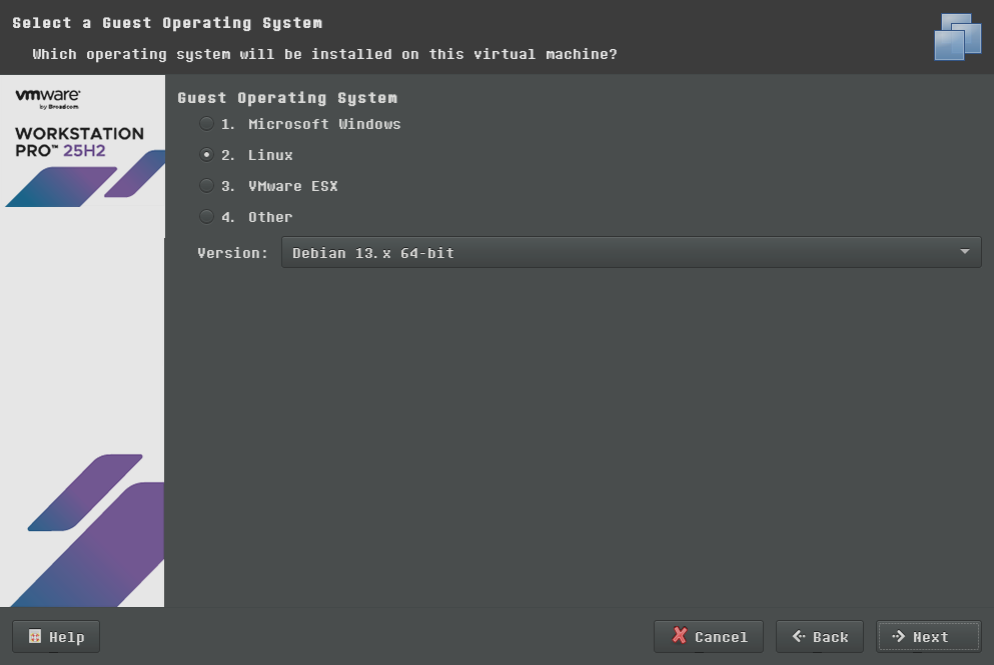 Select a Guest Operating System
Which operating system will be installed on this virtual machine?
vmware®
by Broadcom
WORKSTATION
PRO™ 25H2
Guest Operating System
1. Microsoft Windows
2. Linux
3. VMware ESX
4. Other
Version: Debian 13.x 64-bit
Help
Cancel
Back
Next